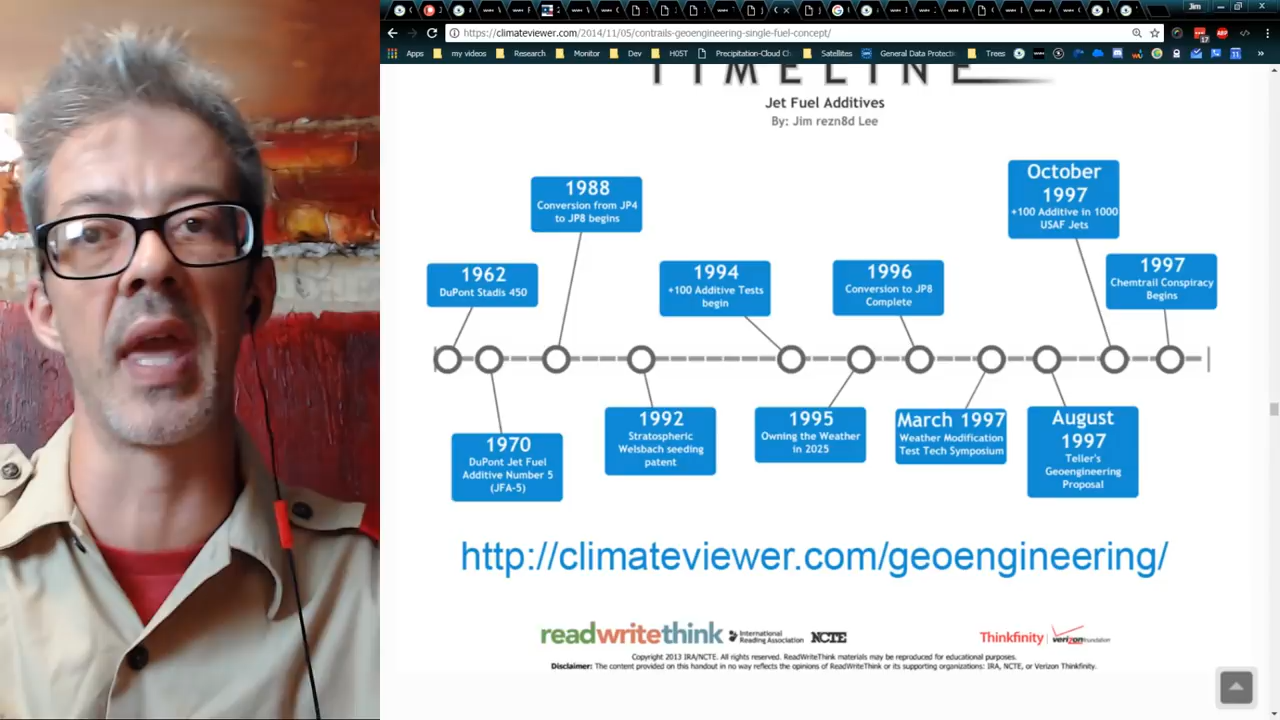 Jim
https://climateviewer.com/2014/11/05/contrails-geoengineering-single-fuel-concept/
Apps
my videos
Research
Monitor
Dev
H05T
Precipitation-Cloud C
Satellites
General Data Protecti
Trees
TIMELINE
Jet Fuel Additives
By: Jim rezn8d Lee
October
1997
+100 Additive in 1000
USAF Jets
1988
Conversion from JP4
to JP8 begins
1962
DuPont Stadis 450
1994
+100 Additive Tests
begin
1996
Conversion to JP8
Complete
1997
Chemtrail Conspiracy
Begins
1970
DuPont Jet Fuel
Additive Number 5
(JFA-5)
1992
Stratospheric
Welsbach seeding
patent
1995
Owning the Weather
in 2025
March 1997
Weather Modification
Test Tech Symposium
August
1997
Teller's
Geoengineering
Proposal
http://climateviewer.com/geoengineering/
readwritethink
International
Reading Association
NCTE
Thinkfinity
verizon foundation
Copyright 2013 IRA/NCTE. All rights reserved. ReadWriteThink materials may be reproduced for educational purposes.
Disclaimer: The content provided on this handout in no way reflects the opinions of ReadWriteThink or its supporting organizations: IRA, NCTE, or Verizon Thinkfinity.